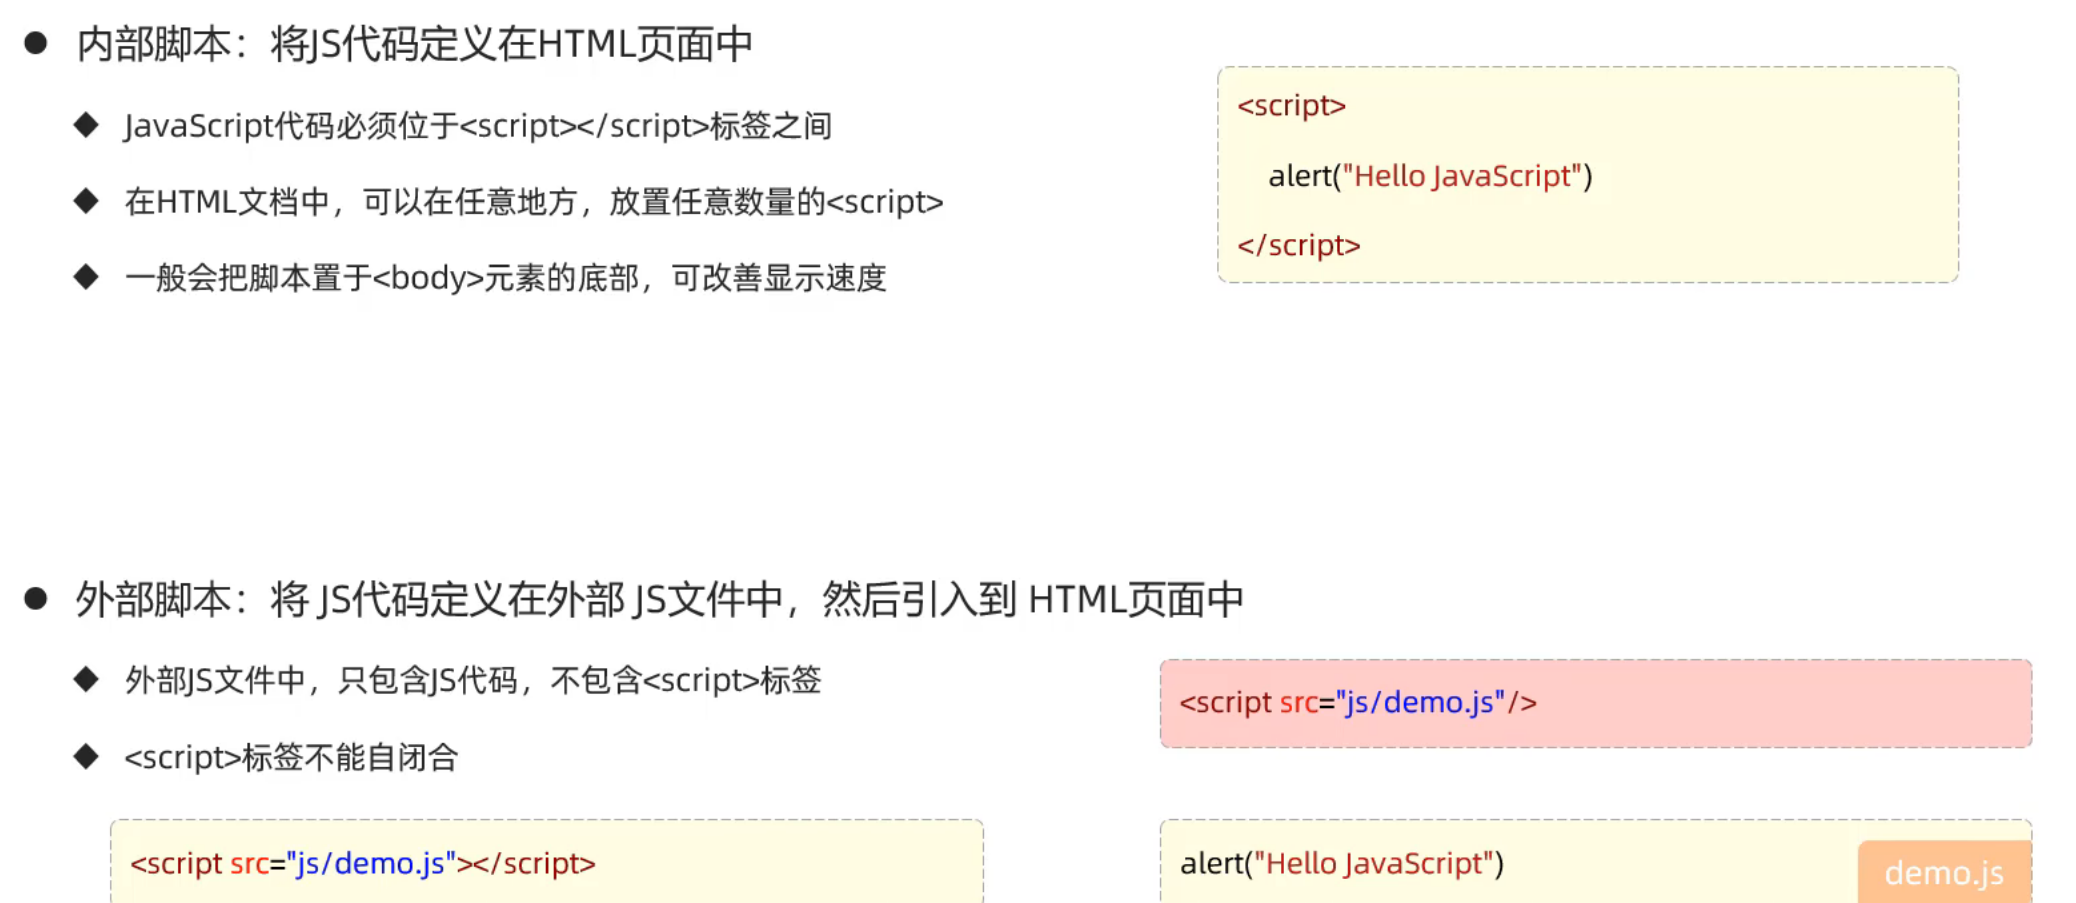 ● 内部脚本：将JS代码定义在HTML页面中
◆ JavaScript代码必须位于<script></script>标签之间
◆ 在HTML文档中，可以在任意地方，放置任意数量的<script>
◆ 一般会把脚本置于<body>元素的底部，可改善显示速度
<script>
alert("Hello JavaScript")
</script>
● 外部脚本：将 JS代码定义在外部 JS文件中，然后引入到 HTML页面中
◆ 外部JS文件中，只包含JS代码，不包含<script>标签
◆ <script>标签不能自闭合
<script src="js/demo.js"/>
<script src="js/demo.js"></script>
alert("Hello JavaScript")
demo.js